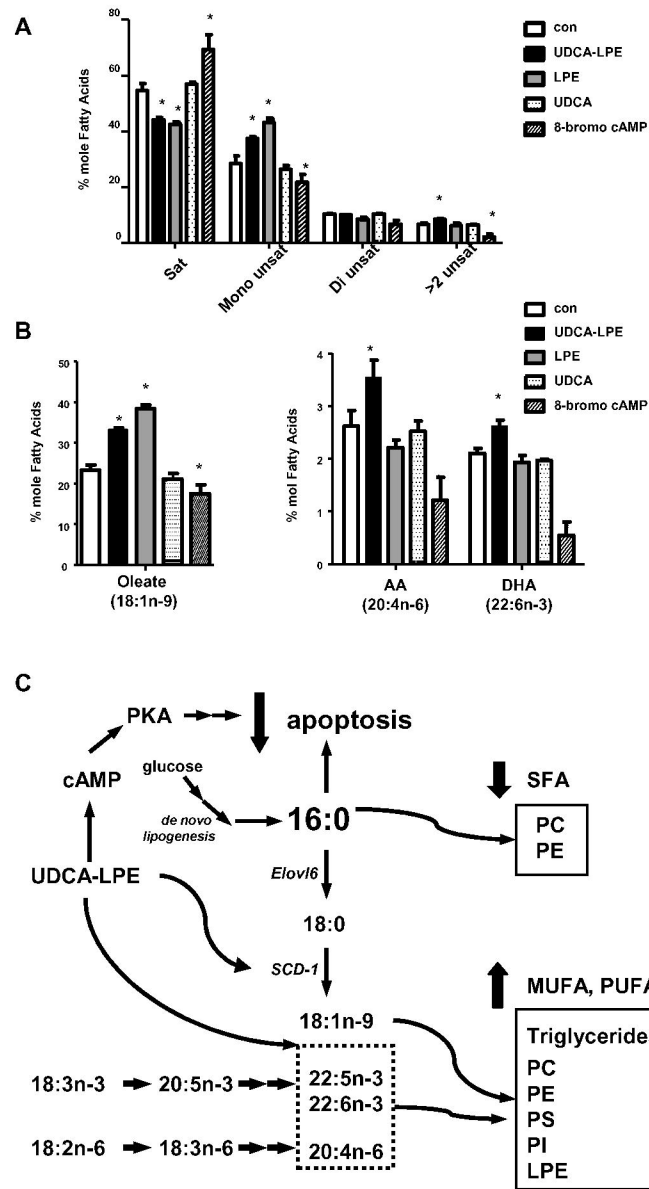 A
% mole Fatty Acids
80
60
40
20
0
* * * * * * * *
Sat
Mono unsat
Di unsat
>2 unsat
con
UDCA-LPE
LPE
UDCA
8-bromo cAMP
B
% mole Fatty Acids
50
40
30
20
10
0
* * *
Oleate
(18:1n-9)
% mol Fatty Acids
4
3
2
1
0
* *
AA
(20:4n-6)
DHA
(22:6n-3)
con
UDCA-LPE
LPE
UDCA
8-bromo cAMP
C
PKA
apoptosis
cAMP
glucose
de novo
lipogenesis
16:0
SFA
PC
PE
UDCA-LPE
Elovl6
18:0
SCD-1
18:1n-9
MUFA, PUFA
Triglycerides
PC
PE
PS
PI
LPE
18:3n-3 20:5n-3 22:5n-3
22:6n-3
18:2n-6 18:3n-6 20:4n-6